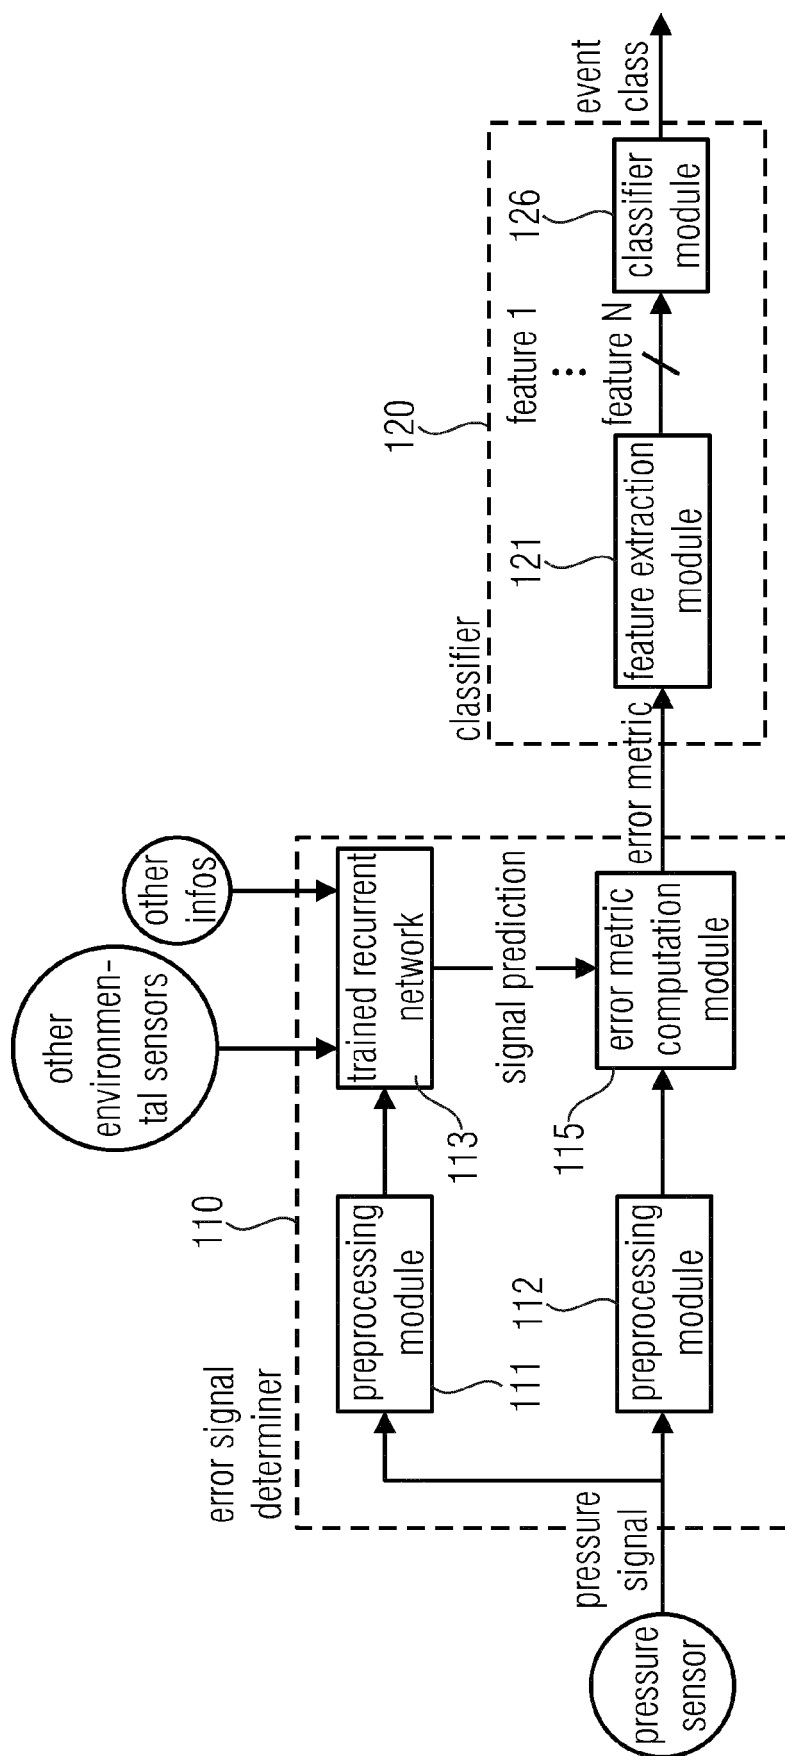 pressure
sensor
pressure
signal
error signal
determiner
110
preprocessing
module
111
preprocessing
module
112
other
environmen-
tal sensors
other
infos
trained recurrent
network
113
signal prediction
error metric
computation
module
115
error metric
classifier
120
feature extraction
module
121
feature 1
⋮
feature N
classifier
module
126
event
class